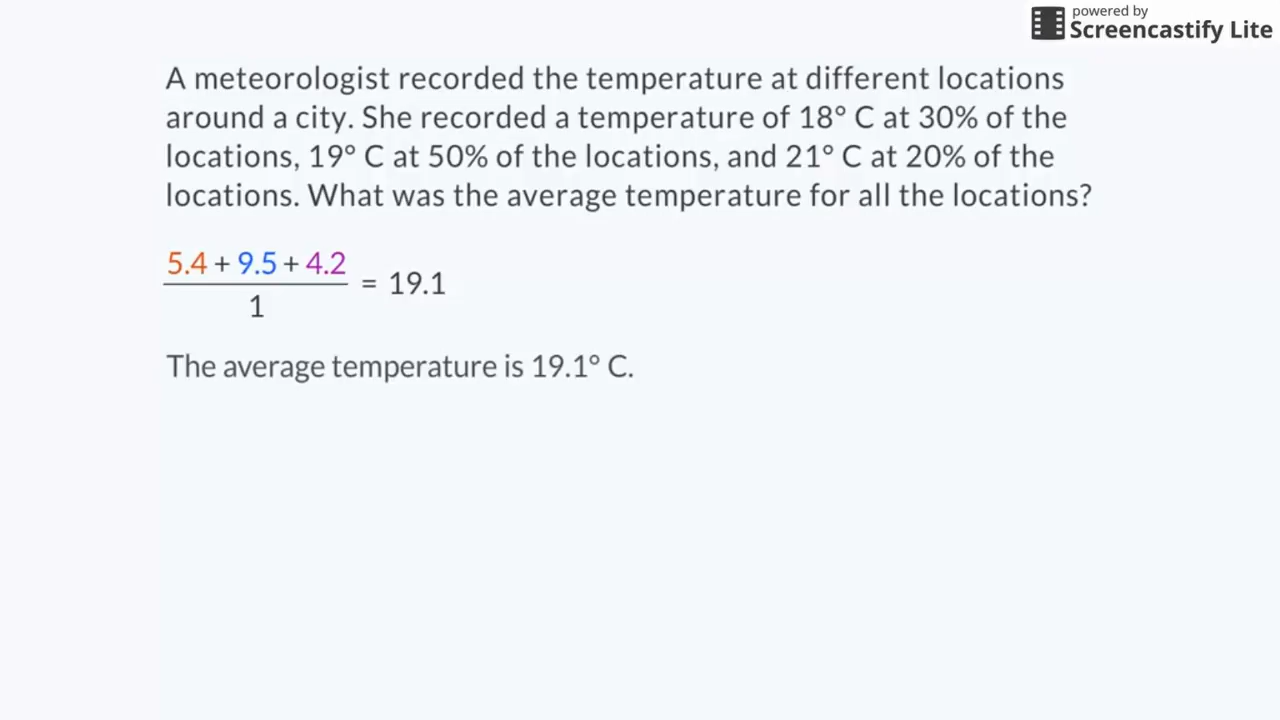 powered by
Screencastify Lite
A meteorologist recorded the temperature at different locations
around a city. She recorded a temperature of 18° C at 30% of the
locations, 19° C at 50% of the locations, and 21° C at 20% of the
locations. What was the average temperature for all the locations?
5.4 + 9.5 + 4.2
= 19.1
1
The average temperature is 19.1° C.